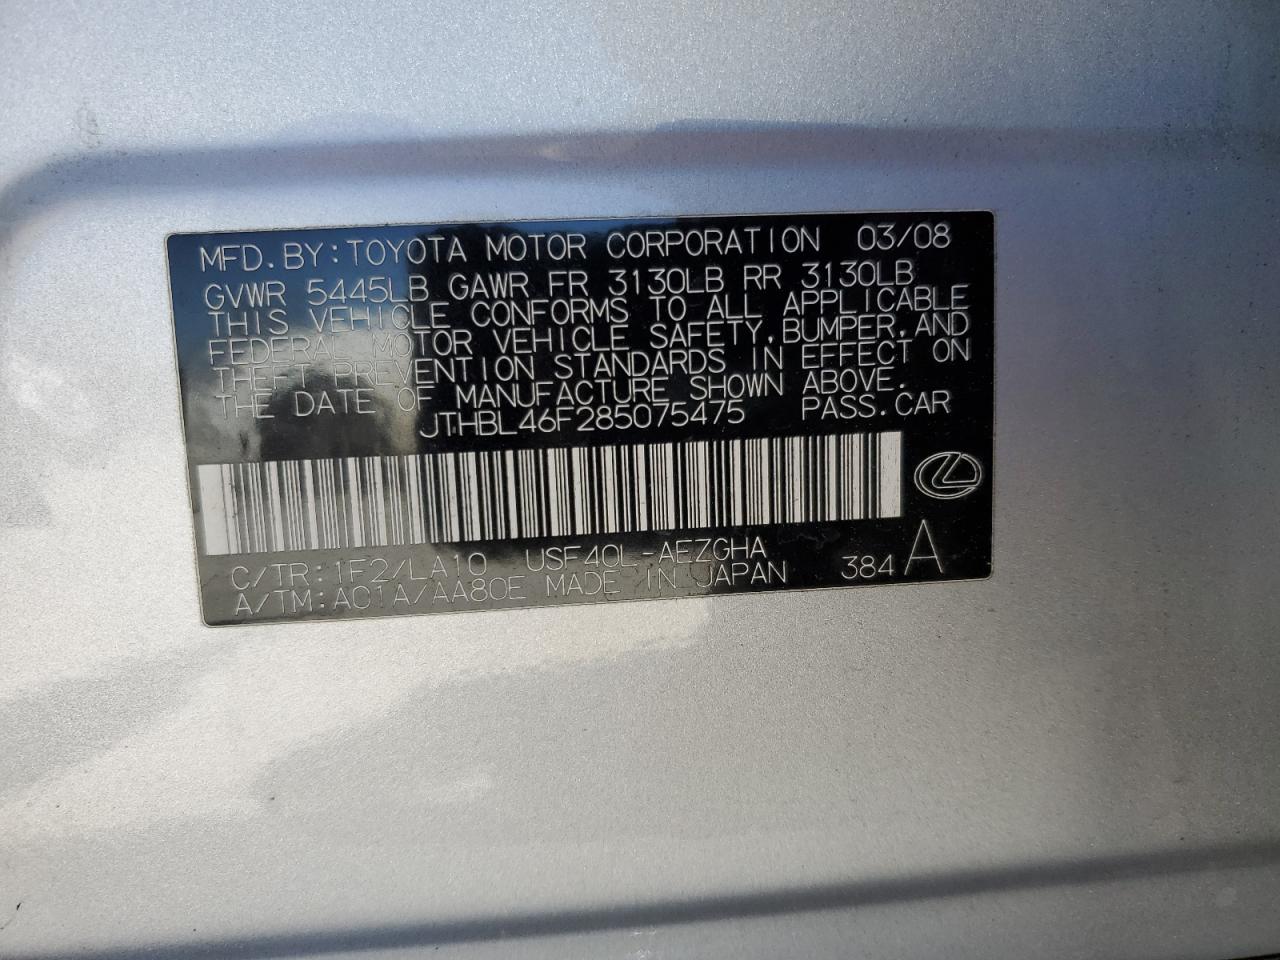 MFD.BY:TOYOTA MOTOR CORPORATION 03/08
GVWR 5445LB GAWR FR 3130LB RR 3130LB
THIS VEHICLE CONFORMS TO ALL APPLICABLE
FEDERAL MOTOR VEHICLE SAFETY,BUMPER,AND
THEFT PREVENTION STANDARDS IN EFFECT ON
THE DATE OF MANUFACTURE SHOWN ABOVE.
JTHBL46F285075475 PASS.CAR
C/TR:1F2/LA10 USF40L-AEZGHA
A/TM:A01A/AA80E MADE IN JAPAN 384 A